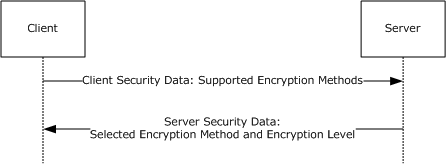 Client
Server
Client Security Data: Supported Encryption Methods
Server Security Data:
Selected Encryption Method and Encryption Level